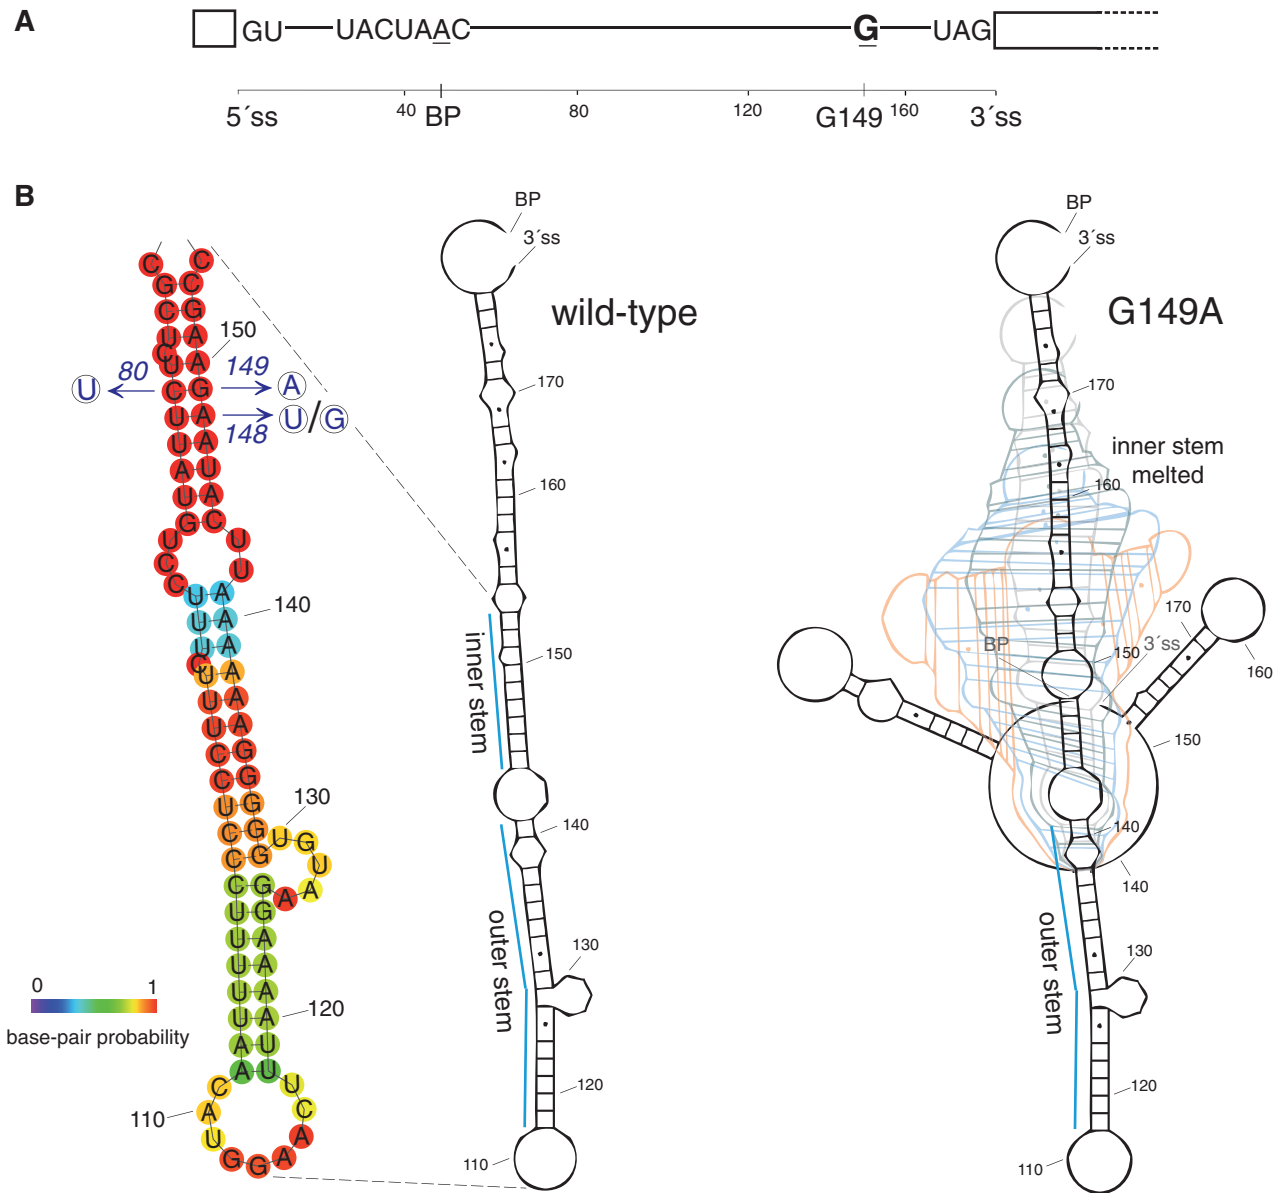 A
GU UACUAAC G UAG
5´ss 40 BP 80 120 G149 160 3´ss
B
BP
3´ss
wild-type
170
160
150
inner stem
140
outer stem
130
120
110
BP
3´ss
G149A
170
inner stem
melted
160
BP
150
3´ss
170
160
150
140
140
outer stem
130
120
110
C C
G C
C G
U A
C
U A
150
80
149
U C G A
148
U/G
U A
U A
A U
U A
G C
U U
C U
C
U A
140
U A
U A
C
U A
U A
U A
C G
C G
U G
C G
C G
130
U G U A A
C G
U G
U A
U A
U A
120
U A
A U
A U
C U
A C
110
U A
G G A
0 1
base-pair probability